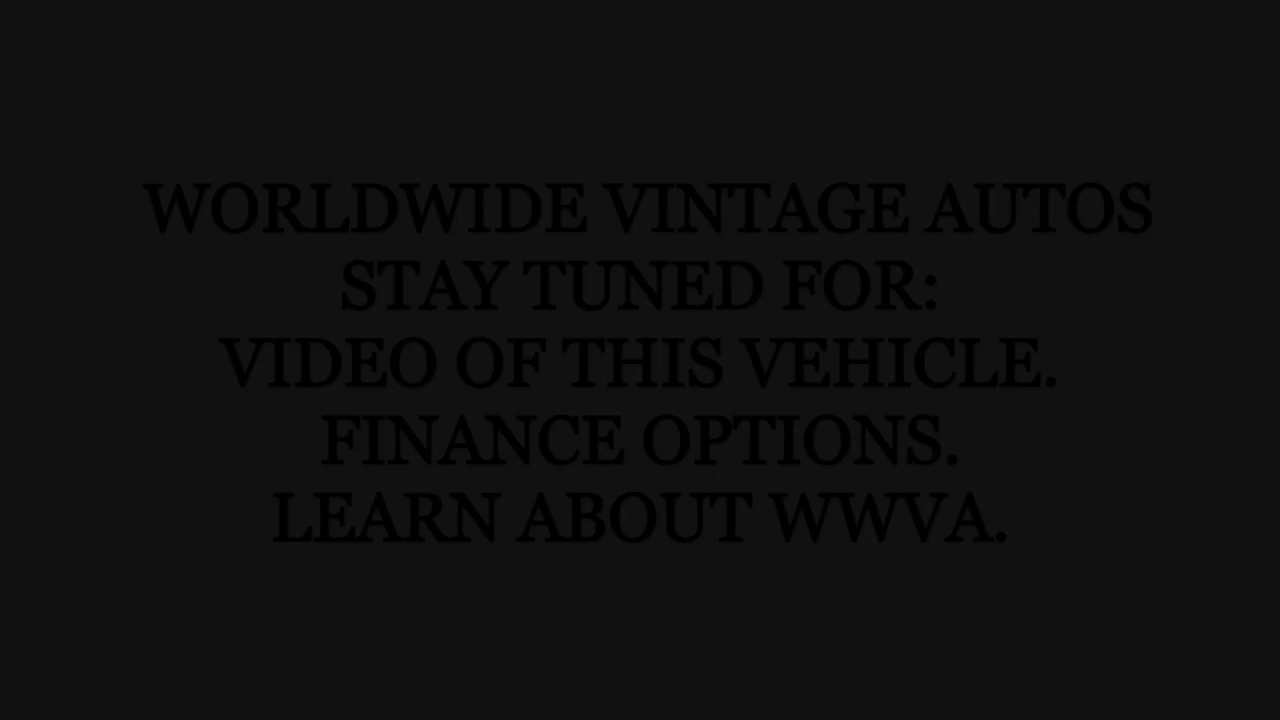 WORLDWIDE VINTAGE AUTOS
STAY TUNED FOR:
VIDEO OF THIS VEHICLE.
FINANCE OPTIONS.
LEARN ABOUT WWVA.